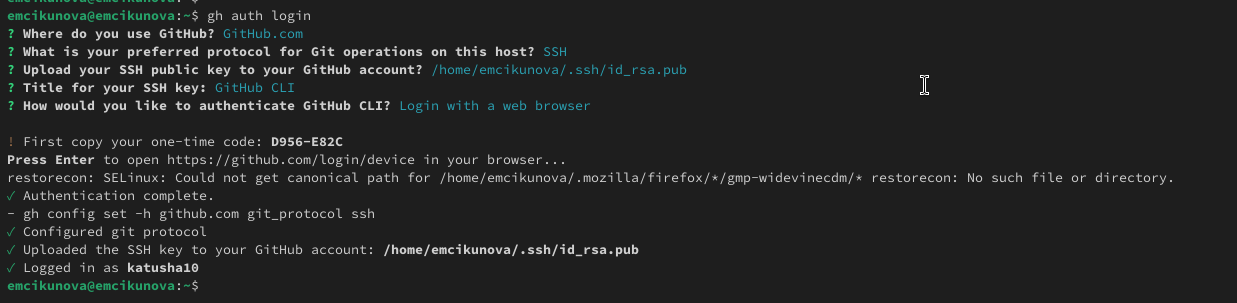 emcikunova@emcikunova:~$ gh auth login
? Where do you use GitHub? GitHub.com
? What is your preferred protocol for Git operations on this host? SSH
? Upload your SSH public key to your GitHub account? /home/emcikunova/.ssh/id_rsa.pub
? Title for your SSH key: GitHub CLI
? How would you like to authenticate GitHub CLI? Login with a web browser
! First copy your one-time code: D956-E82C
Press Enter to open https://github.com/login/device in your browser...
restorecon: SELinux: Could not get canonical path for /home/emcikunova/.mozilla/firefox/*/gmp-widevinecdm/* restorecon: No such file or directory.
✓ Authentication complete.
- gh config set -h github.com git_protocol ssh
✓ Configured git protocol
✓ Uploaded the SSH key to your GitHub account: /home/emcikunova/.ssh/id_rsa.pub
✓ Logged in as katusha10
emcikunova@emcikunova:~$